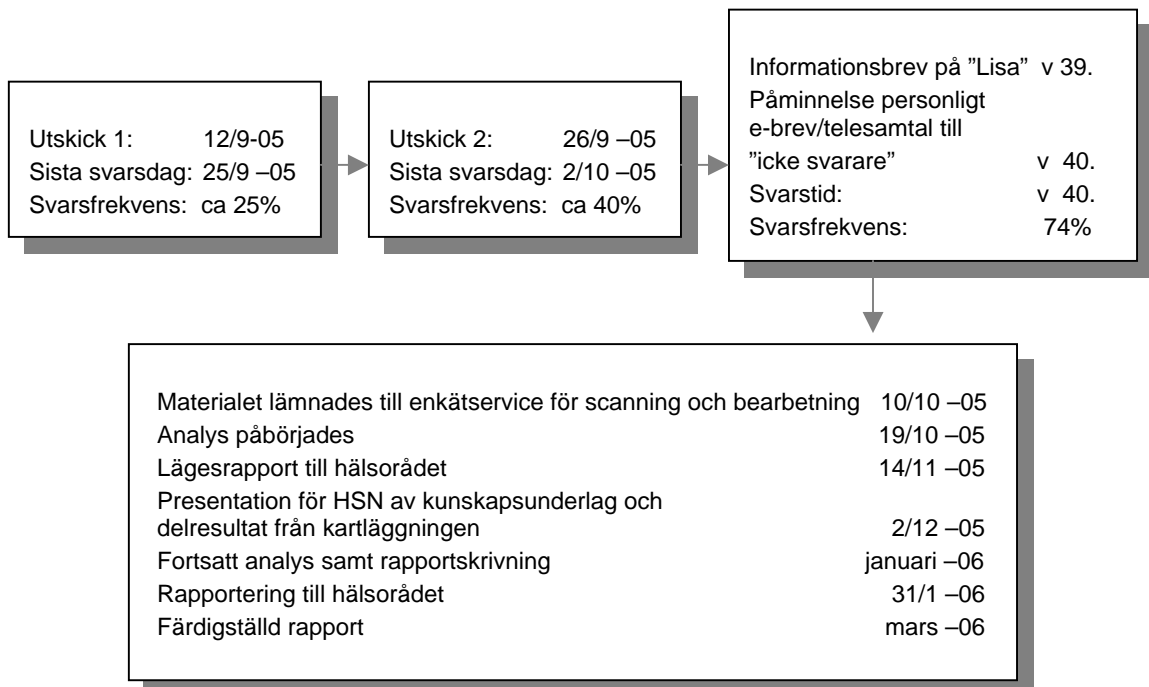 Utskick 1: 12/9-05
Sista svarsdag: 25/9 –05
Svarsfrekvens: ca 25%
Utskick 2: 26/9 –05
Sista svarsdag: 2/10 –05
Svarsfrekvens: ca 40%
Informationsbrev på ”Lisa” v 39.
Påminnelse personligt
e-brev/telesamtal till
”icke svarare” v 40.
Svarstid: v 40.
Svarsfrekvens: 74%
Materialet lämnades till enkätservice för scanning och bearbetning 10/10 –05
Analys påbörjades 19/10 –05
Lägesrapport till hälsorådet 14/11 –05
Presentation för HSN av kunskapsunderlag och
delresultat från kartläggningen 2/12 –05
Fortsatt analys samt rapportskrivning januari –06
Rapportering till hälsorådet 31/1 –06
Färdigställd rapport mars –06